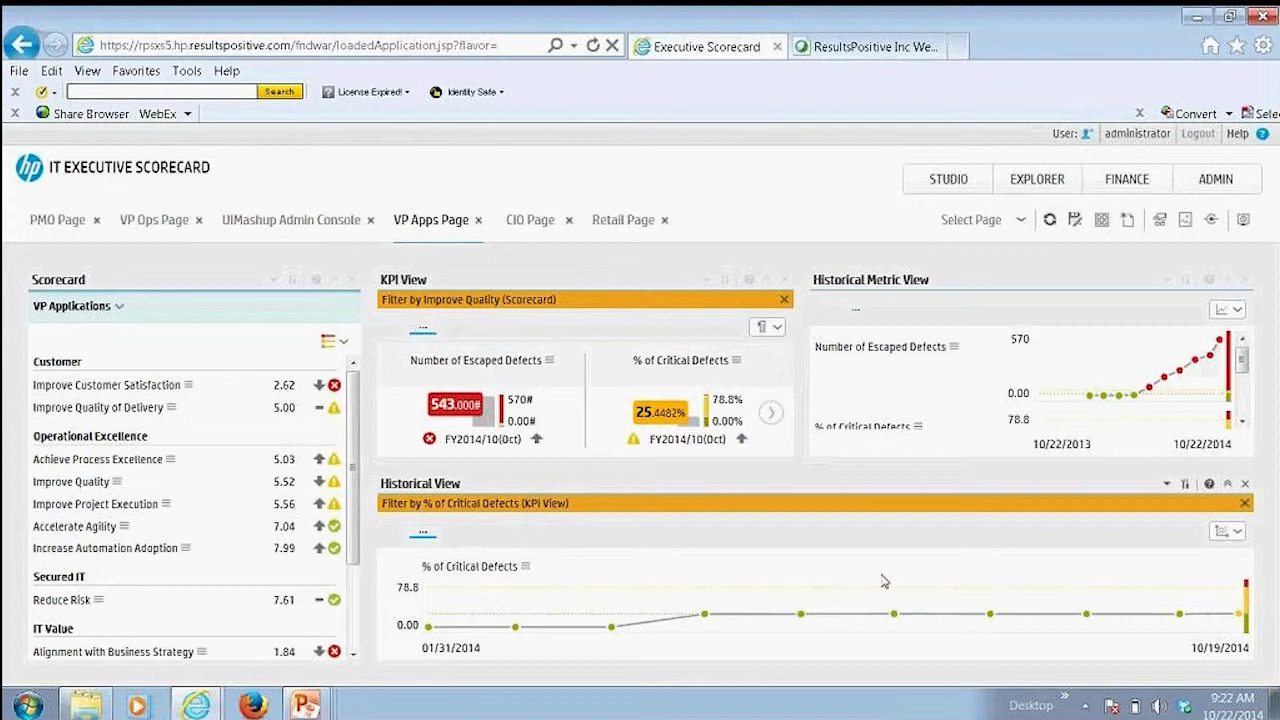 https://rpsxs5.hp.resultspositive.com/fndwar/loadedApplication.jsp?flavor=
Executive Scorecard
ResultsPositive Inc We...
File Edit View Favorites Tools Help
Search
License Expired!
Identity Safe
Share Browser WebEx
Convert
User: administrator Logout Help
hp IT EXECUTIVE SCORECARD
STUDIO EXPLORER FINANCE ADMIN
PMO Page VP Ops Page UIMashup Admin Console VP Apps Page CIO Page Retail Page
Select Page
Scorecard
VP Applications
Customer
Improve Customer Satisfaction 2.62
Improve Quality of Delivery 5.00
Operational Excellence
Achieve Process Excellence 5.03
Improve Quality 5.52
Improve Project Execution 5.56
Accelerate Agility 7.04
Increase Automation Adoption 7.99
Secured IT
Reduce Risk 7.61
IT Value
Alignment with Business Strategy 1.84
KPI View
Filter by Improve Quality (Scorecard)
...
Number of Escaped Defects
543.000#
570#
0.00#
FY2014/10(Oct)
% of Critical Defects
25.4482%
78.8%
0.00%
FY2014/10(Oct)
Historical Metric View
...
Number of Escaped Defects
570
0.00
% of Critical Defects
78.8
10/22/2013 10/22/2014
Historical View
Filter by % of Critical Defects (KPI View)
...
% of Critical Defects
78.8
0.00
01/31/2014 10/19/2014
Desktop
9:22 AM
10/22/2014